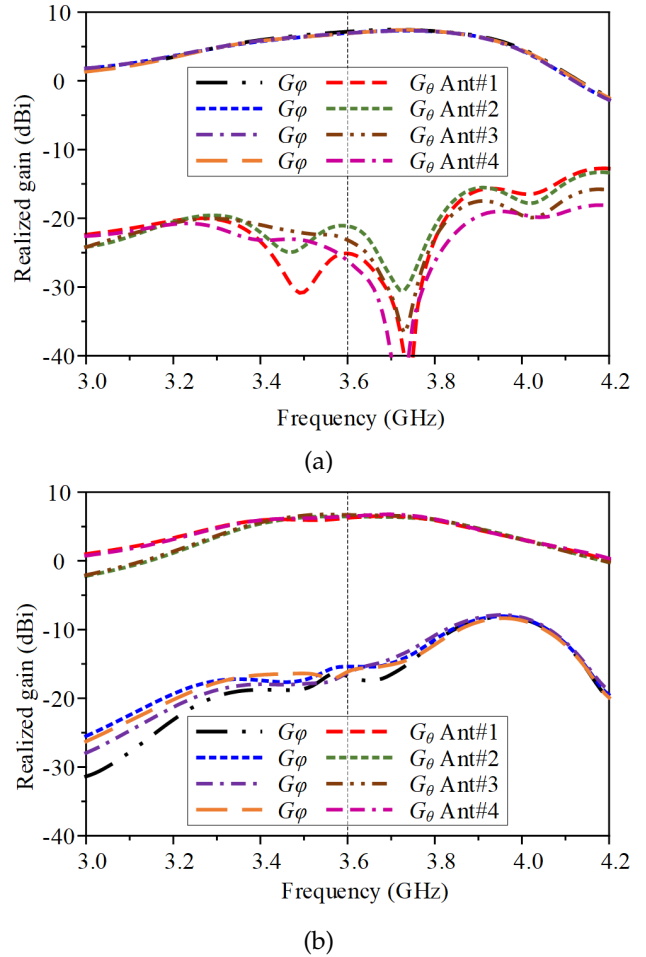 10
0
-10
-20
-30
-40
Realized gain (dBi)
Gφ Gθ Ant#1
Gφ Gθ Ant#2
Gφ Gθ Ant#3
Gφ Gθ Ant#4
3.0 3.2 3.4 3.6 3.8 4.0 4.2
Frequency (GHz)
(a)
10
0
-10
-20
-30
-40
Realized gain (dBi)
Gφ Gθ Ant#1
Gφ Gθ Ant#2
Gφ Gθ Ant#3
Gφ Gθ Ant#4
3.0 3.2 3.4 3.6 3.8 4.0 4.2
Frequency (GHz)
(b)